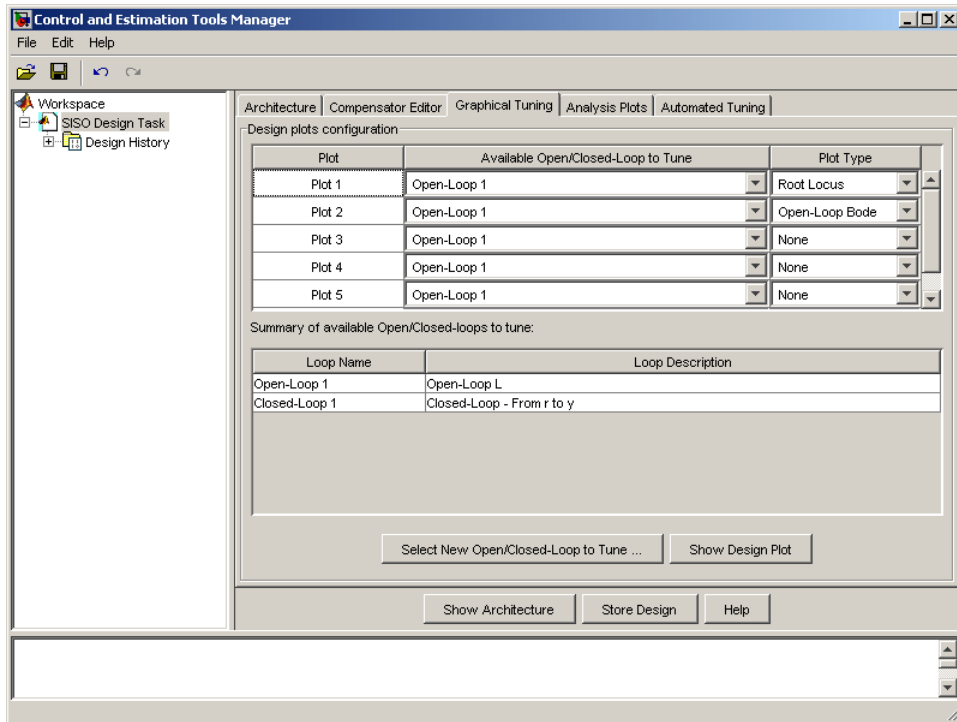 Control and Estimation Tools Manager
File Edit Help
Workspace
SISO Design Task
Design History
Architecture Compensator Editor Graphical Tuning Analysis Plots Automated Tuning
Design plots configuration
Plot Available Open/Closed-Loop to Tune Plot Type
Plot 1 Open-Loop 1 Root Locus
Plot 2 Open-Loop 1 Open-Loop Bode
Plot 3 Open-Loop 1 None
Plot 4 Open-Loop 1 None
Plot 5 Open-Loop 1 None
Summary of available Open/Closed-loops to tune:
Loop Name Loop Description
Open-Loop 1 Open-Loop L
Closed-Loop 1 Closed-Loop - From r to y
Select New Open/Closed-Loop to Tune ... Show Design Plot
Show Architecture Store Design Help